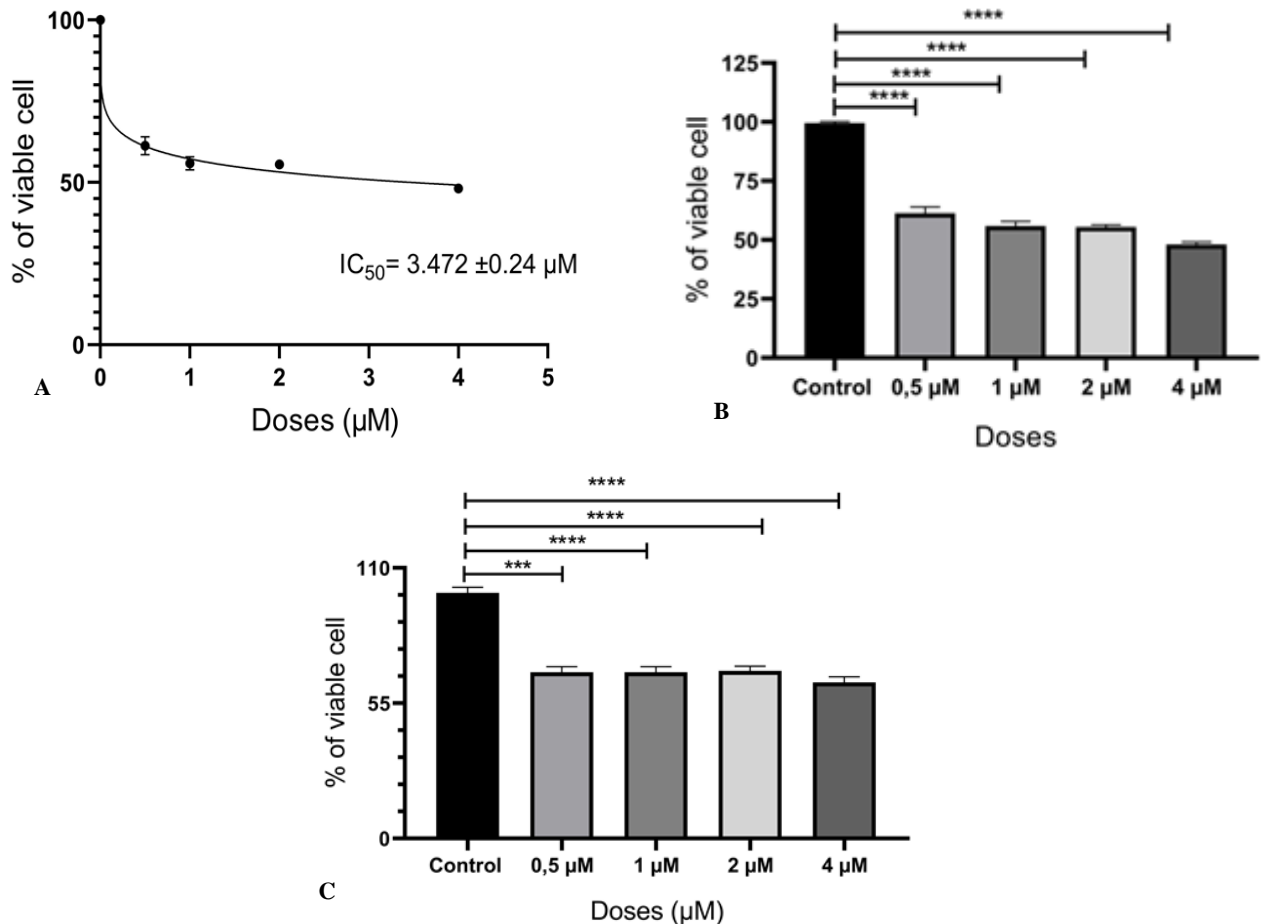 100
50
0
% of viable cell
IC50= 3.472 ±0.24 µM
0 1 2 3 4 5
Doses (µM)
A
****
****
****
****
125
100
75
50
25
0
% of viable cell
Control 0,5 µM 1 µM 2 µM 4 µM
Doses
B
****
****
****
***
110
55
0
% of viable cell
Control 0,5 µM 1 µM 2 µM 4 µM
Doses (µM)
C